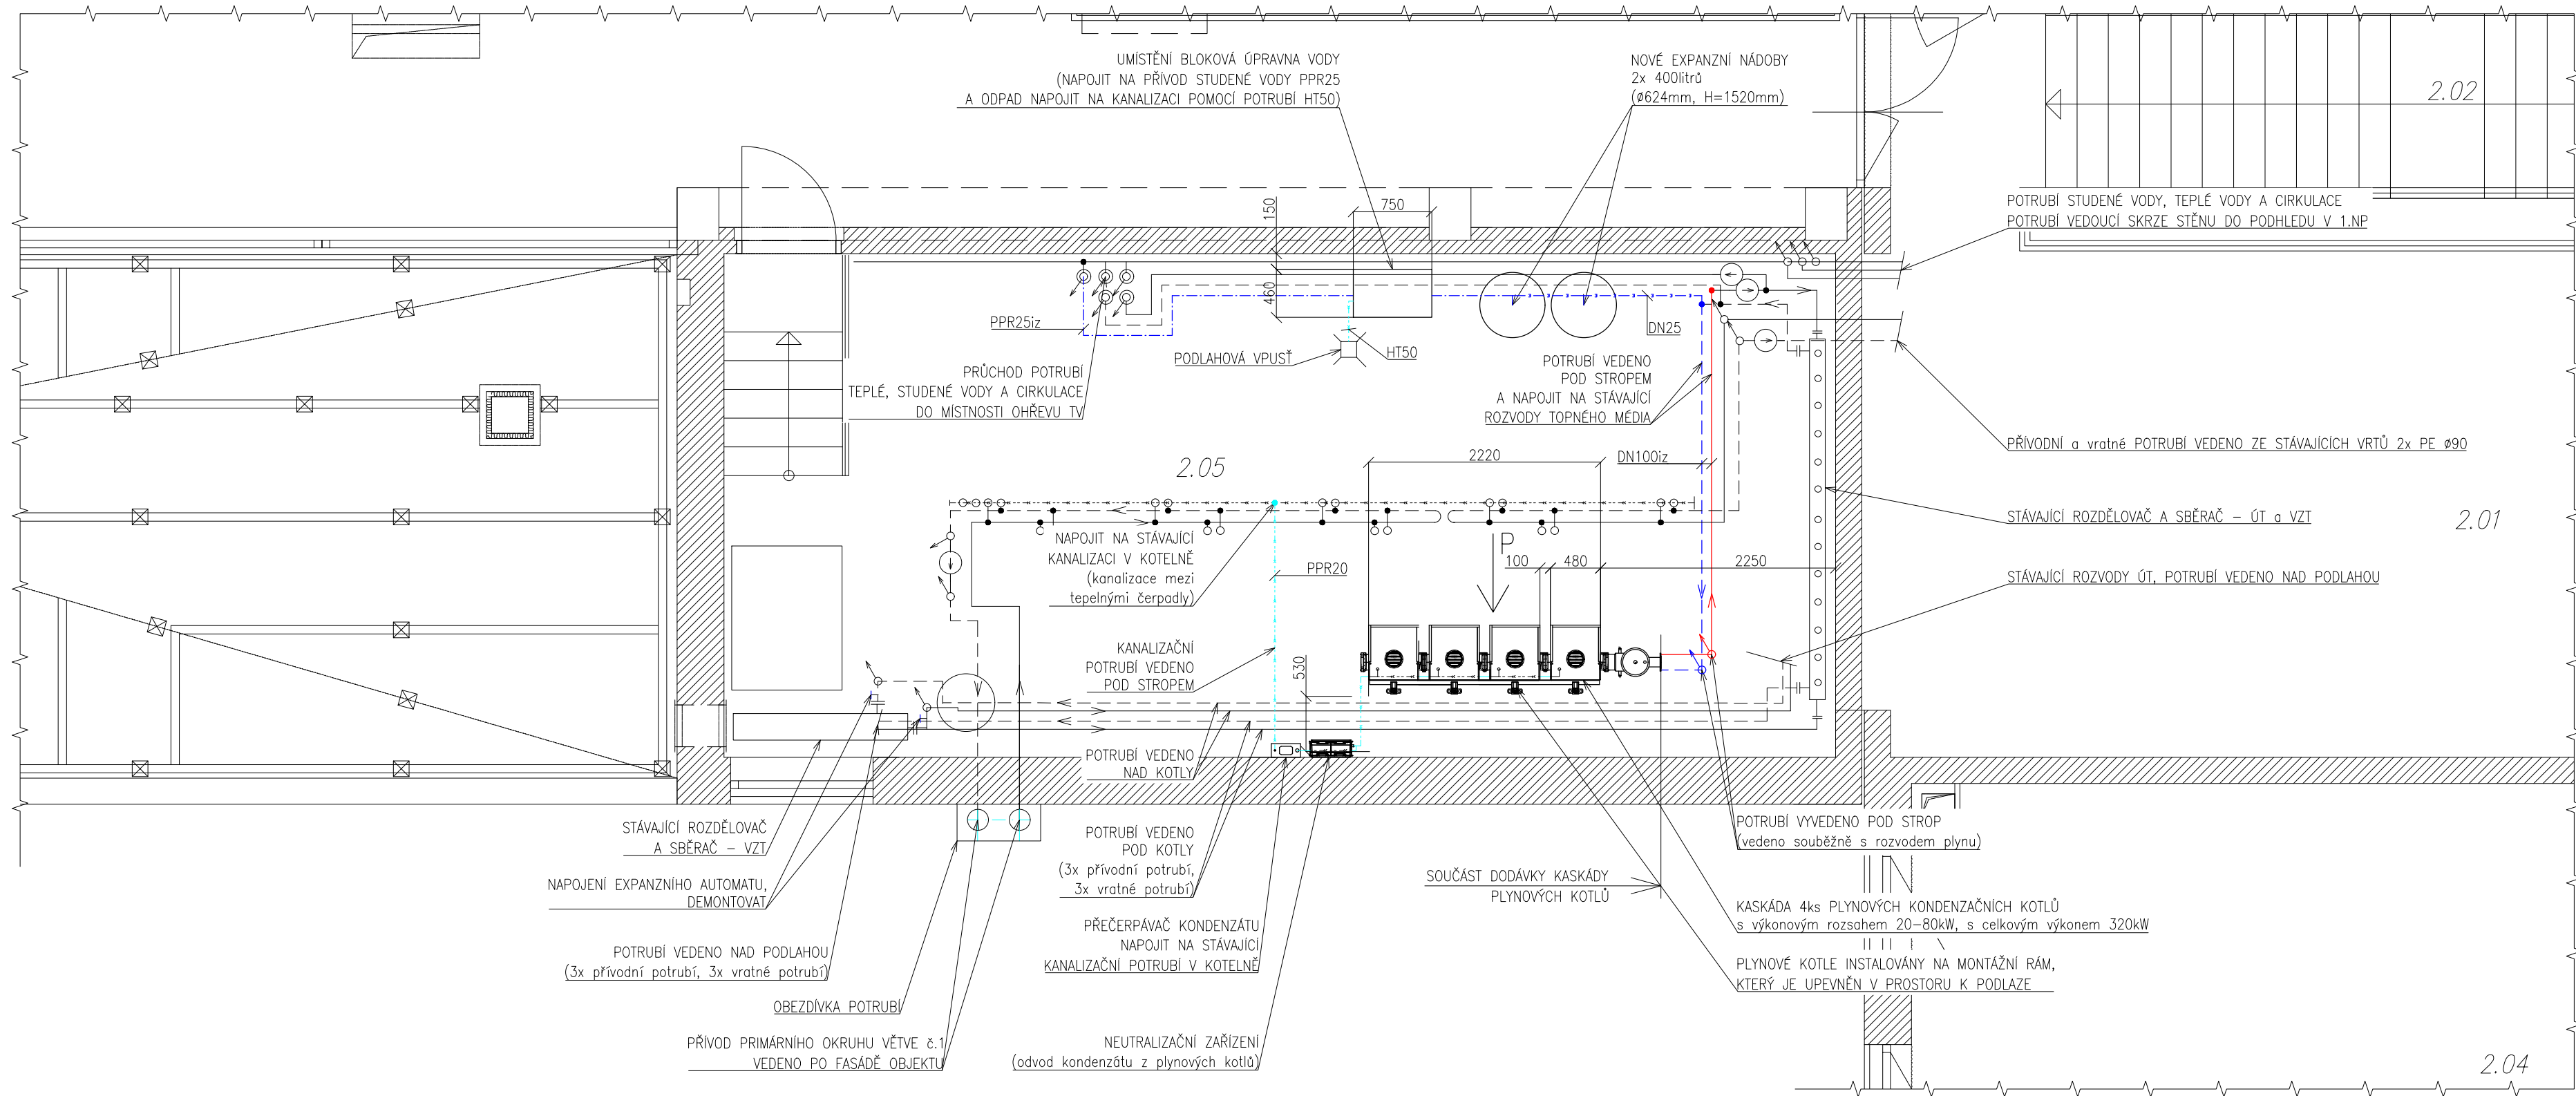 UMÍSTĚNÍ BLOKOVÁ ÚPRAVNA VODY
(NAPOJIT NA PŘÍVOD STUDENÉ VODY PPR25
A ODPAD NAPOJIT NA KANALIZACI POMOCÍ POTRUBÍ HT50)
NOVÉ EXPANZNÍ NÁDOBY
2x 400litrů
(ø624mm, H=1520mm)
2.02
POTRUBÍ STUDENÉ VODY, TEPLÉ VODY A CIRKULACE
POTRUBÍ VEDOUCÍ SKRZE STĚNU DO PODHLEDU V 1.NP
150
750
460
PPR25iz
DN25
HT50
PODLAHOVÁ VPUSŤ
PRŮCHOD POTRUBÍ
TEPLÉ, STUDENÉ VODY A CIRKULACE
DO MÍSTNOSTI OHŘEVU TV
POTRUBÍ VEDENO
POD STROPEM
A NAPOJIT NA STÁVAJÍCÍ
ROZVODY TOPNÉHO MÉDIA
PŘÍVODNÍ a vratné POTRUBÍ VEDENO ZE STÁVAJÍCÍCH VRTŮ 2x PE ø90
2.05
2220
DN100iz
STÁVAJÍCÍ ROZDĚLOVAČ A SBĚRAČ – ÚT a VZT
2.01
NAPOJIT NA STÁVAJÍCÍ
KANALIZACI V KOTELNĚ
(kanalizace mezi
tepelnými čerpadly)
PPR20
P
100
480
2250
STÁVAJÍCÍ ROZVODY ÚT, POTRUBÍ VEDENO NAD PODLAHOU
KANALIZAČNÍ
POTRUBÍ VEDENO
POD STROPEM
530
POTRUBÍ VEDENO
NAD KOTLY
STÁVAJÍCÍ ROZDĚLOVAČ
A SBĚRAČ – VZT
POTRUBÍ VEDENO
POD KOTLY
(3x přívodní potrubí,
3x vratné potrubí)
POTRUBÍ VYVEDENO POD STROP
(vedeno souběžně s rozvodem plynu)
NAPOJENÍ EXPANZNÍHO AUTOMATU,
DEMONTOVAT
SOUČÁST DODÁVKY KASKÁDY
PLYNOVÝCH KOTLŮ
KASKÁDA 4ks PLYNOVÝCH KONDENZAČNÍCH KOTLŮ
s výkonovým rozsahem 20–80kW, s celkovým výkonem 320kW
PŘEČERPÁVAČ KONDENZÁTU
NAPOJIT NA STÁVAJÍCÍ
KANALIZAČNÍ POTRUBÍ V KOTELNĚ
POTRUBÍ VEDENO NAD PODLAHOU
(3x přívodní potrubí, 3x vratné potrubí)
PLYNOVÉ KOTLE INSTALOVÁNY NA MONTÁŽNÍ RÁM,
KTERÝ JE UPEVNĚN V PROSTORU K PODLAZE
OBEZDÍVKA POTRUBÍ
PŘÍVOD PRIMÁRNÍHO OKRUHU VĚTVE č.1
VEDENO PO FASÁDĚ OBJEKTU
NEUTRALIZAČNÍ ZAŘÍZENÍ
(odvod kondenzátu z plynových kotlů)
2.04